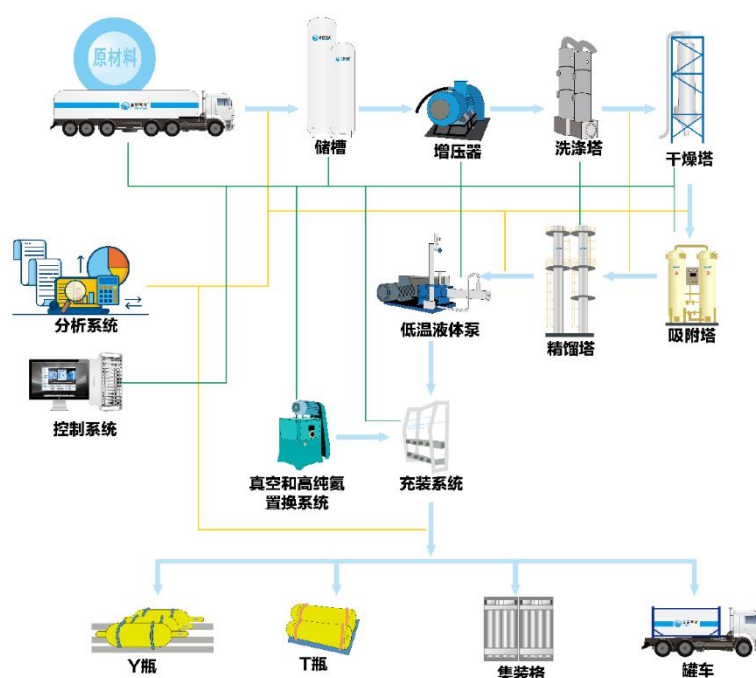 原材料
储槽
增压器
洗涤塔
干燥塔
分析系统
低温液体泵
精馏塔
吸附塔
控制系统
真空和高纯氦
置换系统
充装系统
Y瓶
T瓶
集装格
罐车